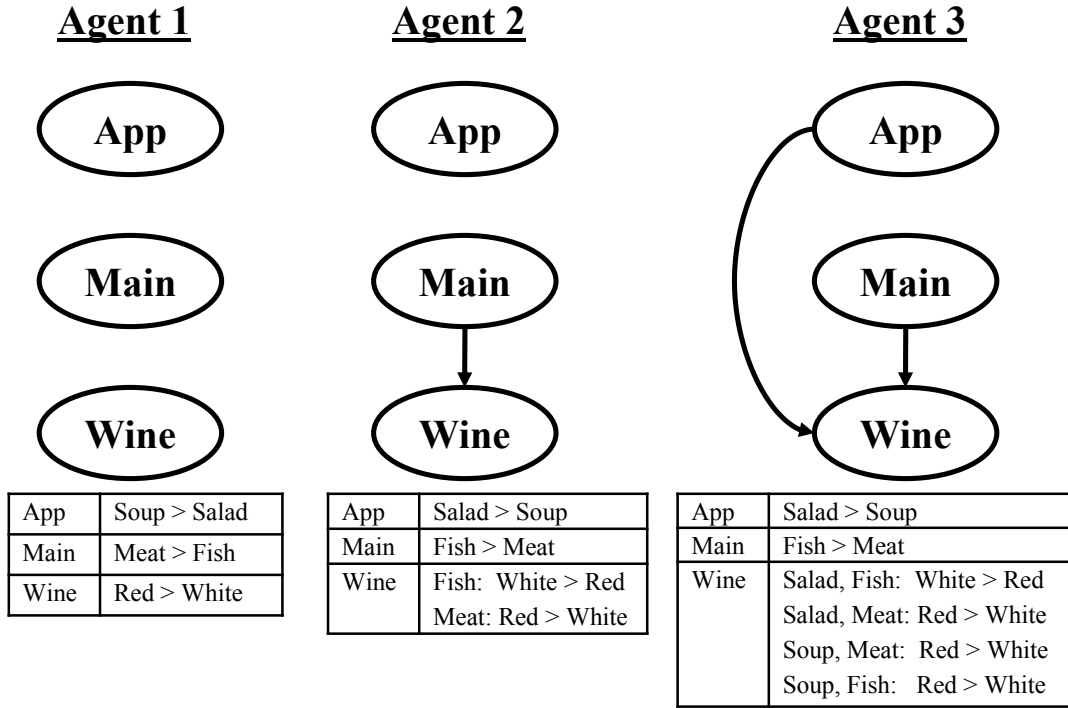 Agent 1
App
Main
Wine
App Soup > Salad
Main Meat > Fish
Wine Red > White
Agent 2
App
Main
Wine
App Salad > Soup
Main Fish > Meat
Wine Fish: White > Red
Meat: Red > White
Agent 3
App
Main
Wine
App Salad > Soup
Main Fish > Meat
Wine Salad, Fish: White > Red
Salad, Meat: Red > White
Soup, Meat: Red > White
Soup, Fish: Red > White